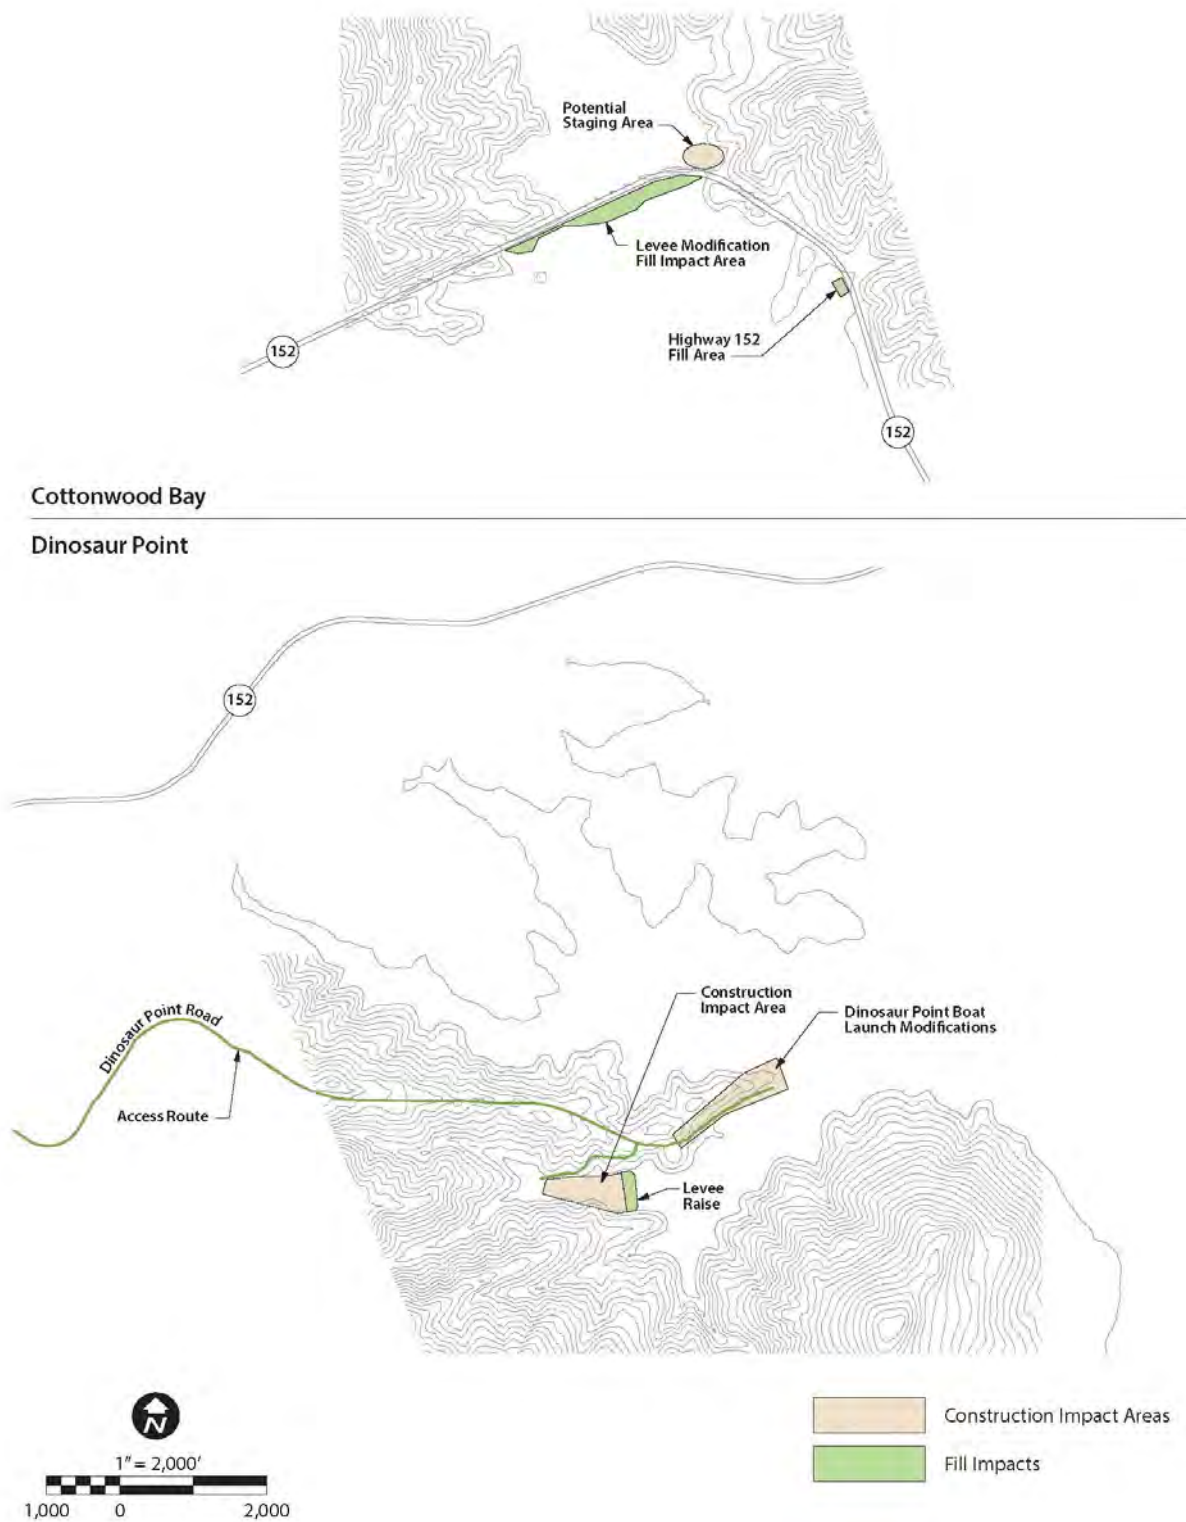 Potential
Staging Area
Levee Modification
Fill Impact Area
Highway 152
Fill Area
152
152
Cottonwood Bay
Dinosaur Point
152
Construction
Impact Area
Dinosaur Point Boat
Launch Modifications
Dinosaur Point Road
Access Route
Levee
Raise
N
1" = 2,000'
1,000 0 2,000
Construction Impact Areas
Fill Impacts